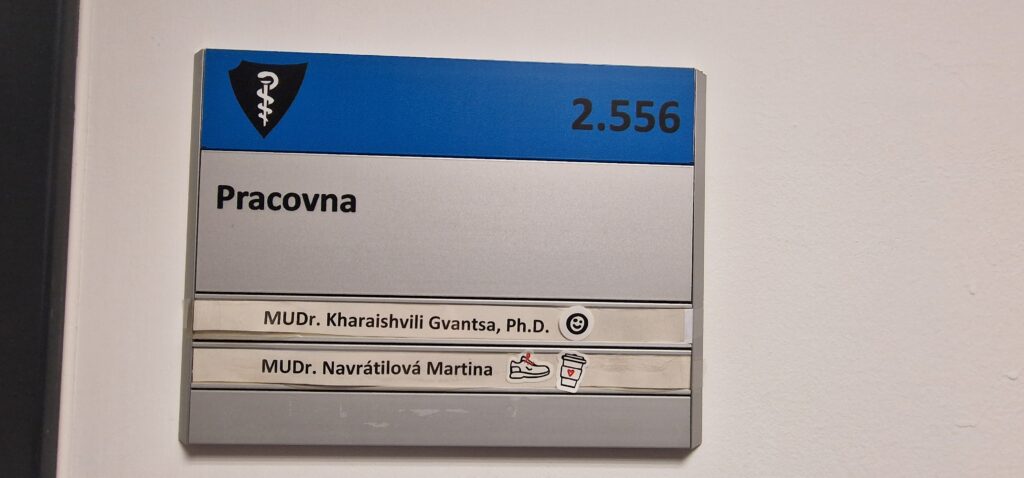 2.556
Pracovna
MUDr. Kharaishvili Gvantsa, Ph.D.
MUDr. Navrátilová Martina